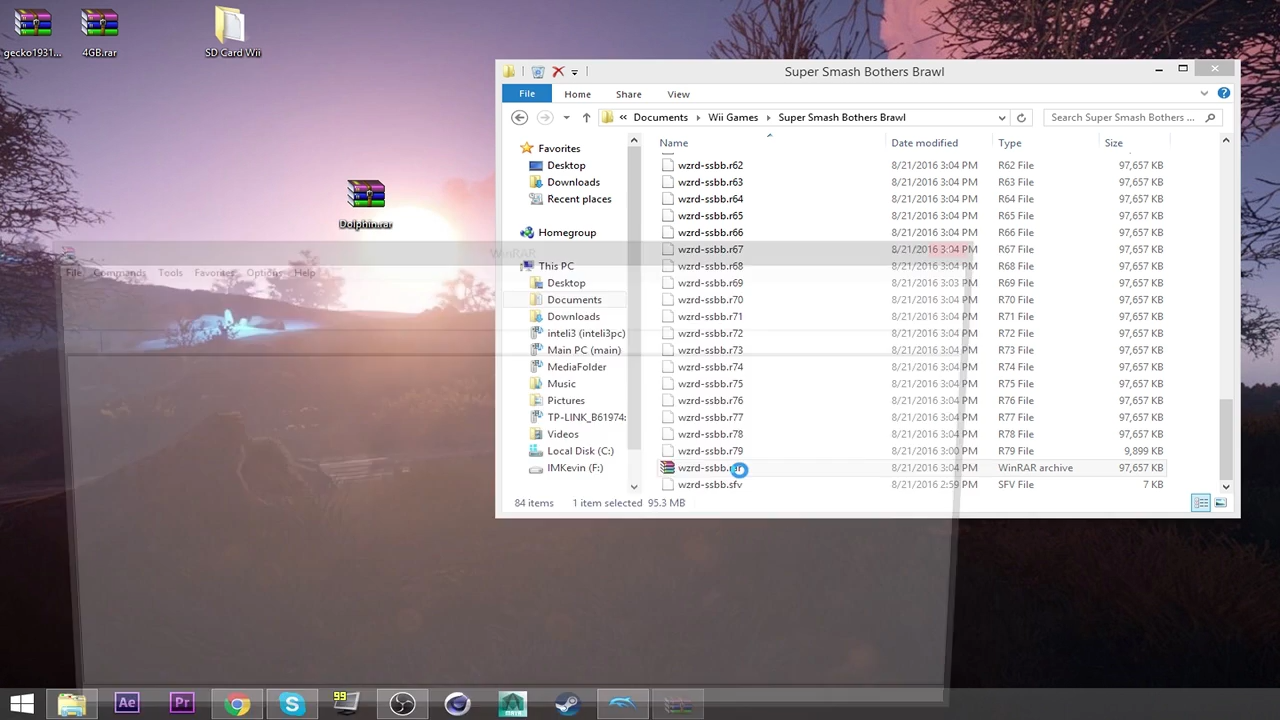 gecko1931...
4GB.rar
SD Card Wii
Dolphin.rar
Super Smash Bothers Brawl
File
Home
Share
View
«
Documents
Wii Games
Super Smash Bothers Brawl
Search Super Smash Bothers ...
Favorites
Desktop
Downloads
Recent places
Homegroup
This PC
Desktop
Documents
Downloads
inteli3 (inteli3pc)
Main PC (main)
MediaFolder
Music
Pictures
TP-LINK_B61974:
Videos
Local Disk (C:)
IMKevin (F:)
Name Date modified Type Size
wzrd-ssbb.r62 8/21/2016 3:04 PM R62 File 97,657 KB
wzrd-ssbb.r63 8/21/2016 3:04 PM R63 File 97,657 KB
wzrd-ssbb.r64 8/21/2016 3:04 PM R64 File 97,657 KB
wzrd-ssbb.r65 8/21/2016 3:04 PM R65 File 97,657 KB
wzrd-ssbb.r66 8/21/2016 3:04 PM R66 File 97,657 KB
wzrd-ssbb.r67 8/21/2016 3:04 PM R67 File 97,657 KB
wzrd-ssbb.r68 8/21/2016 3:04 PM R68 File 97,657 KB
wzrd-ssbb.r69 8/21/2016 3:03 PM R69 File 97,657 KB
wzrd-ssbb.r70 8/21/2016 3:04 PM R70 File 97,657 KB
wzrd-ssbb.r71 8/21/2016 3:04 PM R71 File 97,657 KB
wzrd-ssbb.r72 8/21/2016 3:04 PM R72 File 97,657 KB
wzrd-ssbb.r73 8/21/2016 3:04 PM R73 File 97,657 KB
wzrd-ssbb.r74 8/21/2016 3:04 PM R74 File 97,657 KB
wzrd-ssbb.r75 8/21/2016 3:04 PM R75 File 97,657 KB
wzrd-ssbb.r76 8/21/2016 3:04 PM R76 File 97,657 KB
wzrd-ssbb.r77 8/21/2016 3:04 PM R77 File 97,657 KB
wzrd-ssbb.r78 8/21/2016 3:04 PM R78 File 97,657 KB
wzrd-ssbb.r79 8/21/2016 3:00 PM R79 File 9,899 KB
wzrd-ssbb.rar 8/21/2016 3:04 PM WinRAR archive 97,657 KB
wzrd-ssbb.sfv 8/21/2016 2:59 PM SFV File 7 KB
84 items 1 item selected 95.3 MB
WinRAR
File Commands Tools Favorites Options Help
Ae
Pr
99